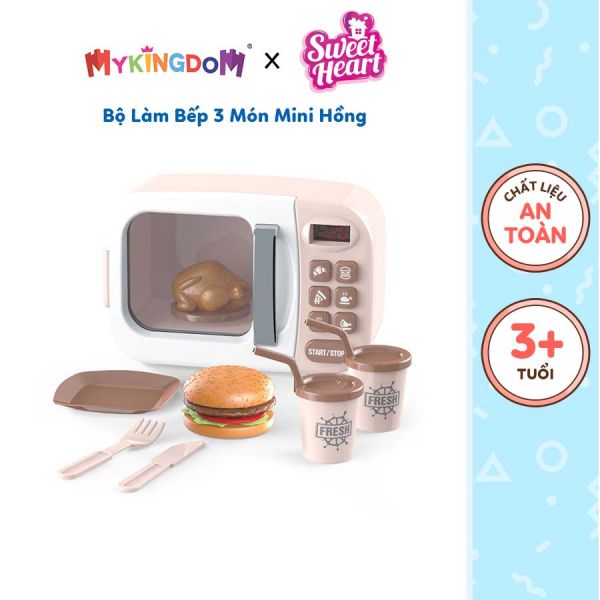 MYKINGDOM® x Sweet Heart
Bộ Làm Bếp 3 Món Mini Hồng
CHẤT LIỆU
AN
TOÀN
START/STOP
FRESH
FRESH
3+
TUỔI